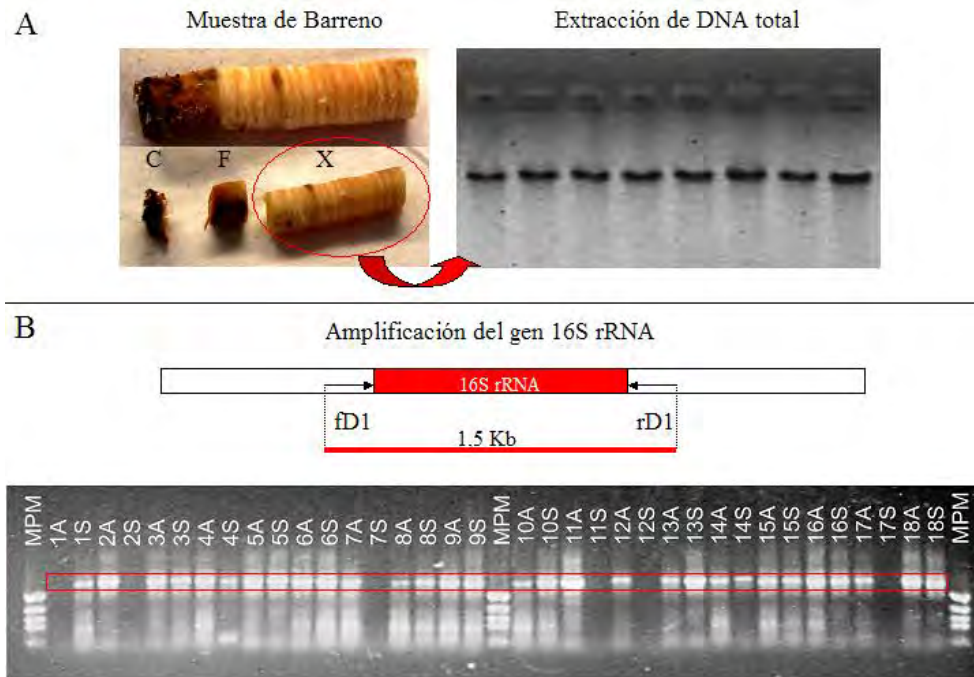 A
Muestra de Barreno
Extracción de DNA total
C F X
B
Amplificación del gen 16S rRNA
16S rRNA
fD1 rD1
1.5 Kb
MPM 1A 1S 2A 2S 3A 3S 4A 4S 5A 5S 6A 6S 7A 7S 8A 8S 9A 9S MPM 10A 10S 11A 11S 12A 12S 13A 13S 14A 14S 15A 15S 16A 16S 17A 17S 18A 18S MPM